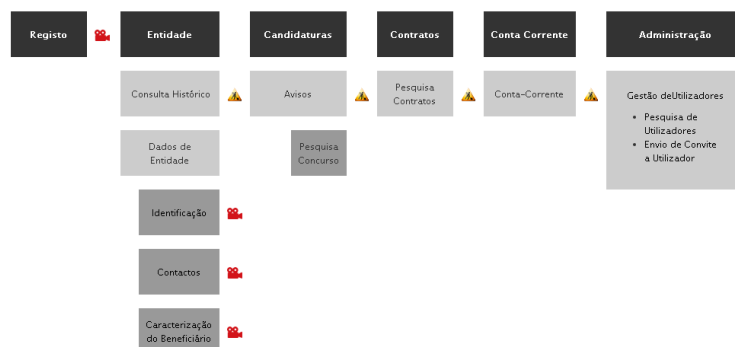 Registo
Entidade
Candidaturas
Contratos
Conta Corrente
Administração
Consulta Histórico
Avisos
Pesquisa
Contratos
Conta-Corrente
Gestão deUtilizadores
• Pesquisa de
Utilizadores
• Envio de Convite
a Utilizador
Dados de
Entidade
Pesquisa
Concurso
Identificação
Contactos
Caracterização
do Beneficiário